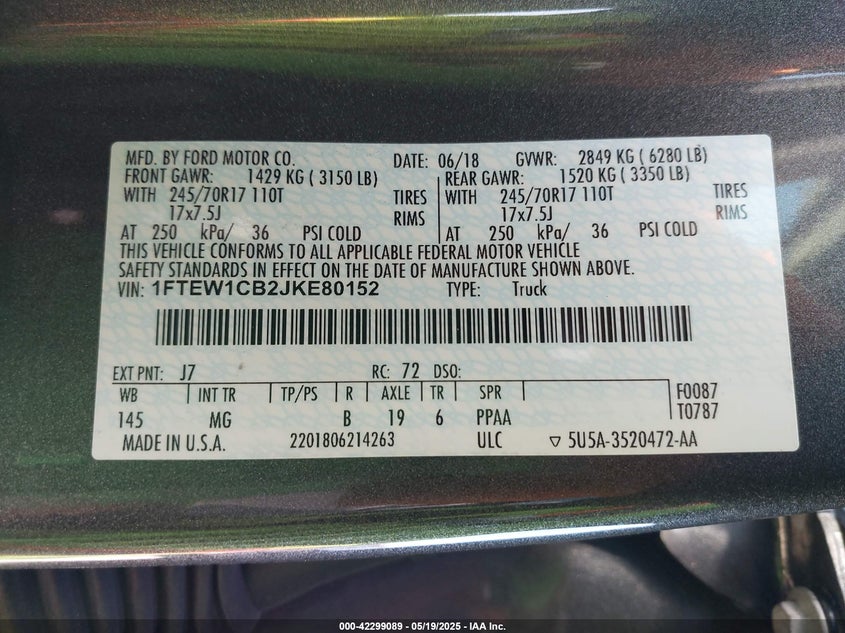 MFD. BY FORD MOTOR CO. DATE: 06/18 GVWR: 2849 KG ( 6280 LB)
FRONT GAWR: 1429 KG ( 3150 LB) REAR GAWR: 1520 KG ( 3350 LB)
WITH 245/70R17 110T TIRES WITH 245/70R17 110T TIRES
17x7.5J RIMS 17x7.5J RIMS
AT 250 kPa/ 36 PSI COLD AT 250 kPa/ 36 PSI COLD
THIS VEHICLE CONFORMS TO ALL APPLICABLE FEDERAL MOTOR VEHICLE
SAFETY STANDARDS IN EFFECT ON THE DATE OF MANUFACTURE SHOWN ABOVE.
VIN: 1FTEW1CB2JKE80152 TYPE: Truck
EXT PNT: J7 RC: 72 DSO:
WB INT TR TP/PS R AXLE TR SPR F0087
145 MG B 19 6 PPAA T0787
MADE IN U.S.A. 2201806214263 ULC ▽ 5U5A-3520472-AA
000-42299089 - 05/19/2025 - IAA Inc.